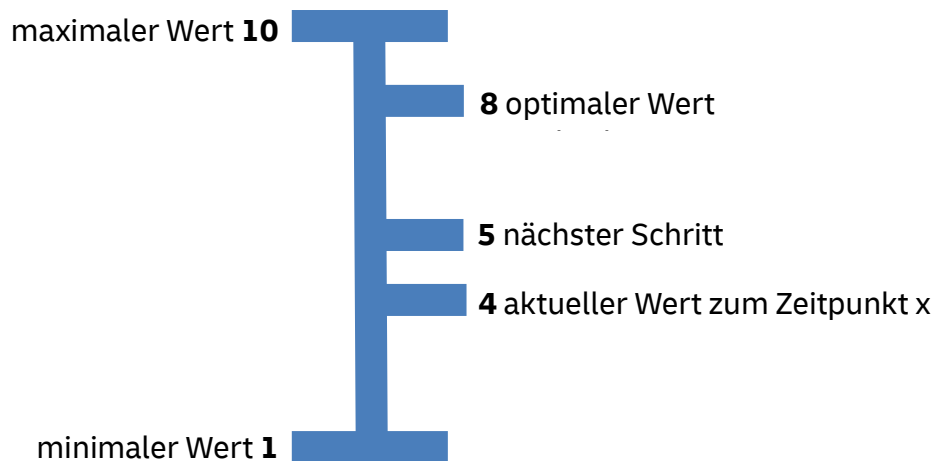 maximaler Wert 10
8 optimaler Wert
5 nächster Schritt
4 aktueller Wert zum Zeitpunkt x
minimaler Wert 1